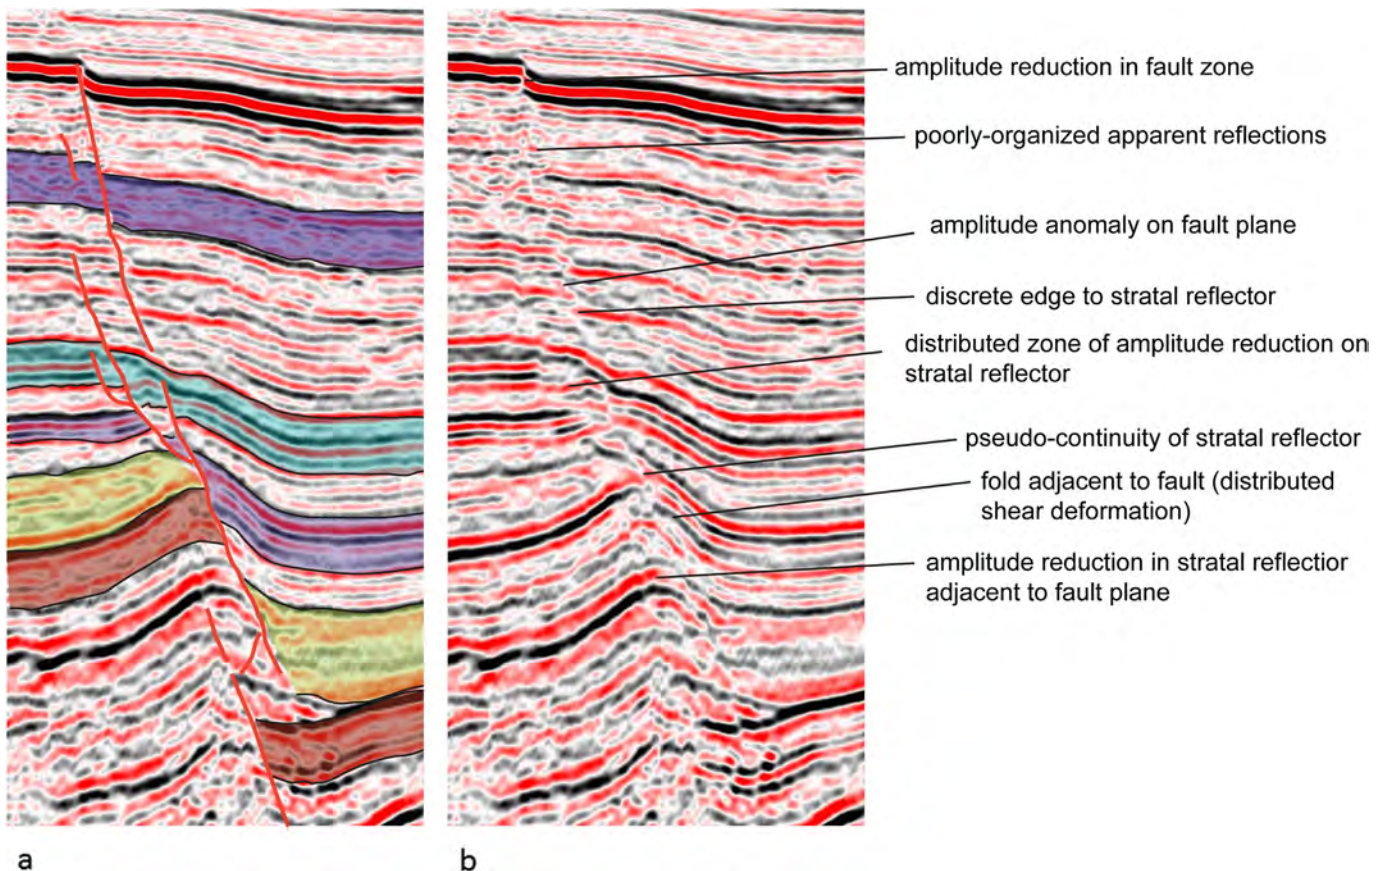 amplitude reduction in fault zone
poorly-organized apparent reflections
amplitude anomaly on fault plane
discrete edge to stratal reflector
distributed zone of amplitude reduction on
stratal reflector
pseudo-continuity of stratal reflector
fold adjacent to fault (distributed
shear deformation)
amplitude reduction in stratal reflectior
adjacent to fault plane
a
b